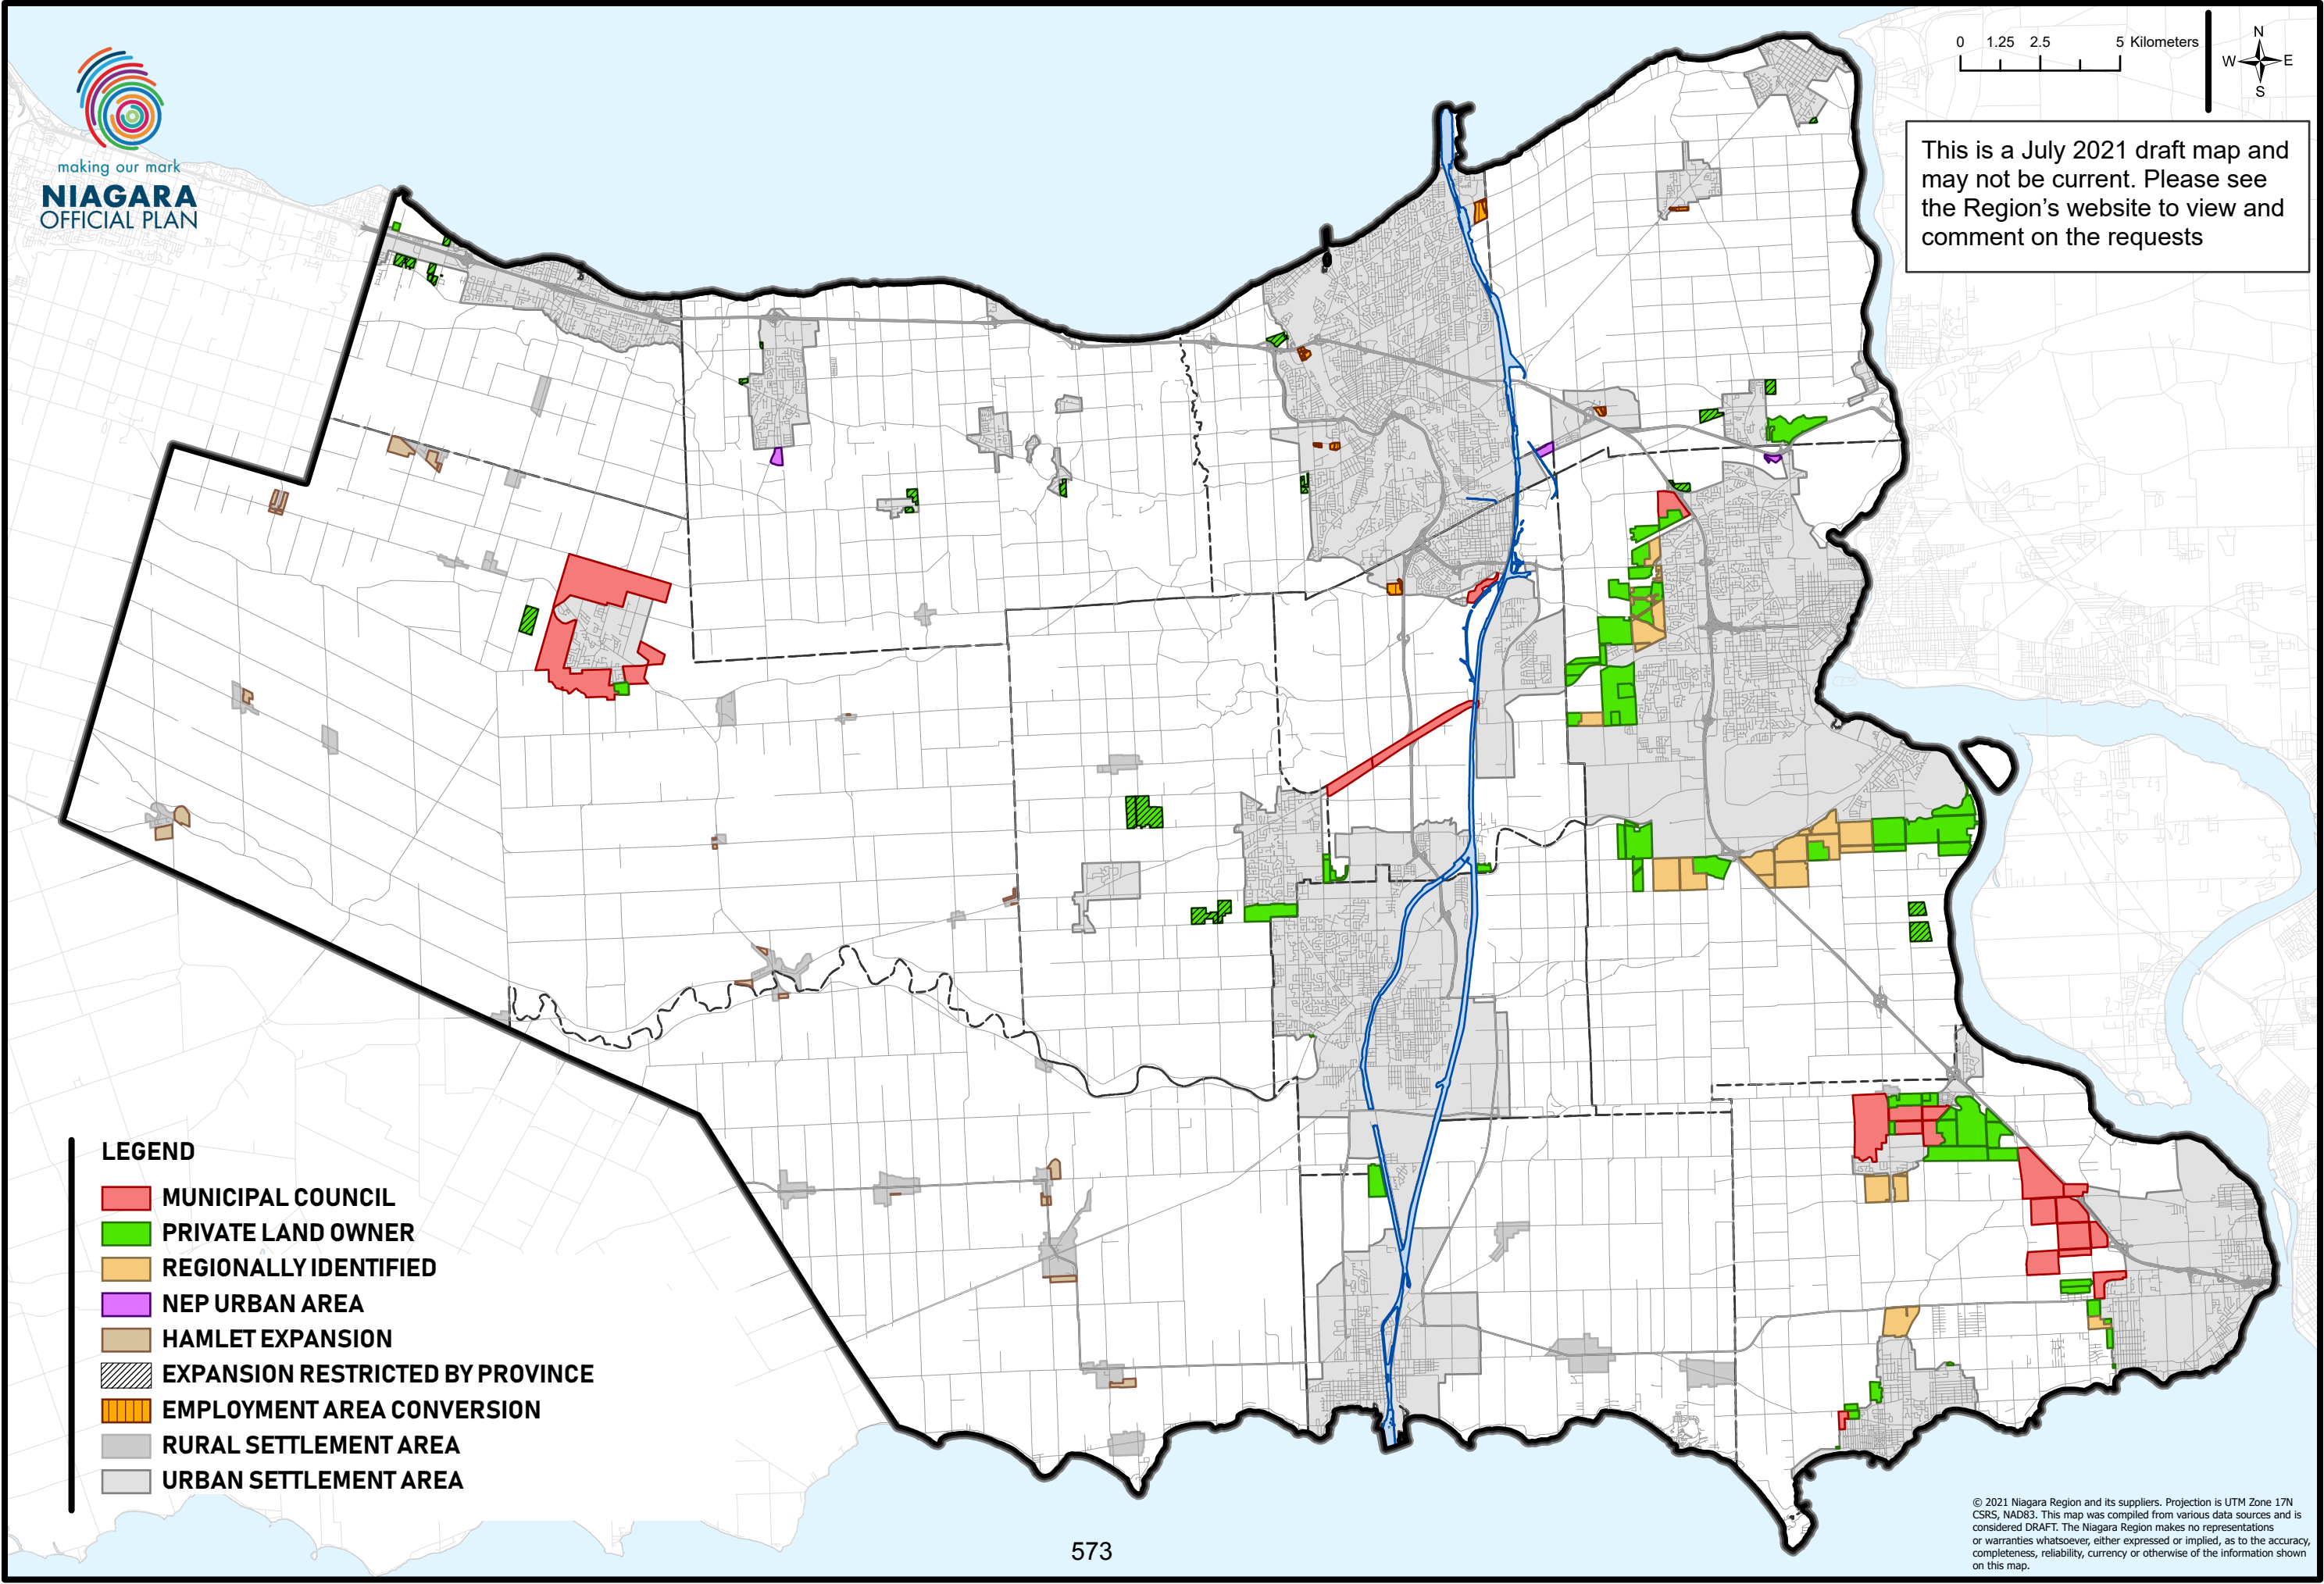 making our mark
NIAGARA
OFFICIAL PLAN
0 1.25 2.5 5 Kilometers
N
W E
S
This is a July 2021 draft map and
may not be current. Please see
the Region's website to view and
comment on the requests
LEGEND
MUNICIPAL COUNCIL
PRIVATE LAND OWNER
REGIONALLY IDENTIFIED
NEP URBAN AREA
HAMLET EXPANSION
EXPANSION RESTRICTED BY PROVINCE
EMPLOYMENT AREA CONVERSION
RURAL SETTLEMENT AREA
URBAN SETTLEMENT AREA
573
© 2021 Niagara Region and its suppliers. Projection is UTM Zone 17N
CSRS, NAD83. This map was compiled from various data sources and is
considered DRAFT. The Niagara Region makes no representations
or warranties whatsoever, either expressed or implied, as to the accuracy,
completeness, reliability, currency or otherwise of the information shown
on this map.